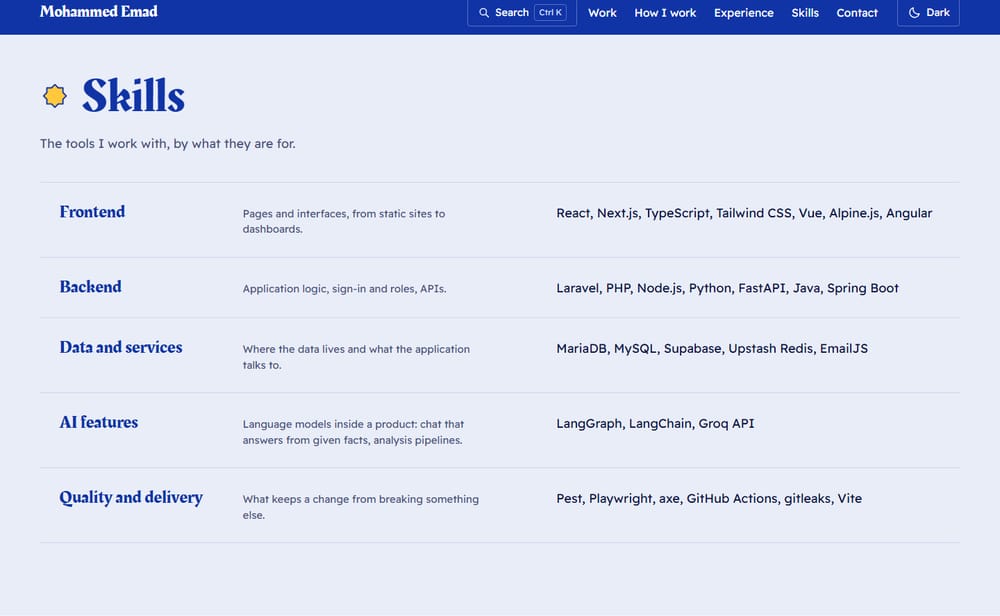 Mohammed Emad
Search Ctrl K Work How I work Experience Skills Contact Dark
Skills
The tools I work with, by what they are for.
Frontend
Pages and interfaces, from static sites to
dashboards.
React, Next.js, TypeScript, Tailwind CSS, Vue, Alpine.js, Angular
Backend
Application logic, sign-in and roles, APIs.
Laravel, PHP, Node.js, Python, FastAPI, Java, Spring Boot
Data and services
Where the data lives and what the application
talks to.
MariaDB, MySQL, Supabase, Upstash Redis, EmailJS
AI features
Language models inside a product: chat that
answers from given facts, analysis pipelines.
LangGraph, LangChain, Groq API
Quality and delivery
What keeps a change from breaking something
else.
Pest, Playwright, axe, GitHub Actions, gitleaks, Vite